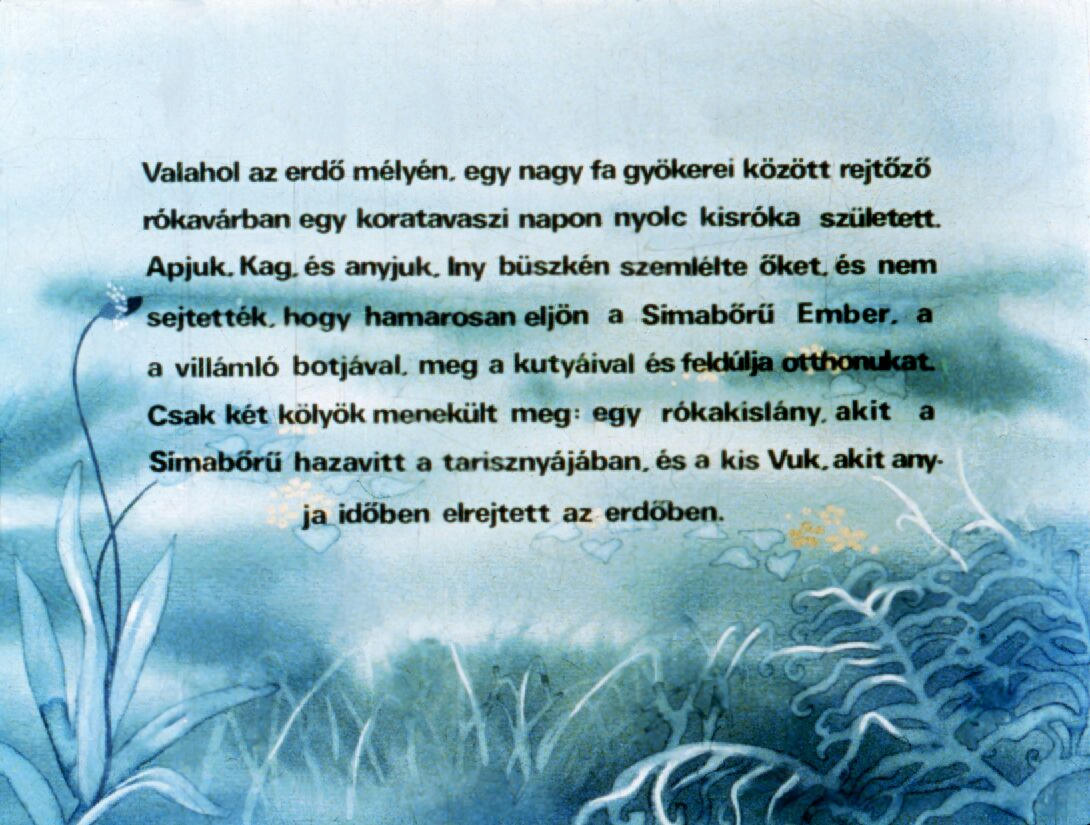 Valahol az erdő mélyén, egy nagy fa gyökerei között rejtőző
rókavárban egy koratavaszi napon nyolc kisróka született.
Apjuk, Kag, és anyjuk, Iny büszkén szemlélte őket, és nem
sejtették, hogy hamarosan eljön a Simabőrű Ember, a
a villámló botjával, meg a kutyáival és feldúlja otthonukat.
Csak két kölyök menekült meg: egy rókakislány, akit a
Simabőrű hazavitt a tarisznyájában, és a kis Vuk, akit any-
ja időben elrejtett az erdőben.